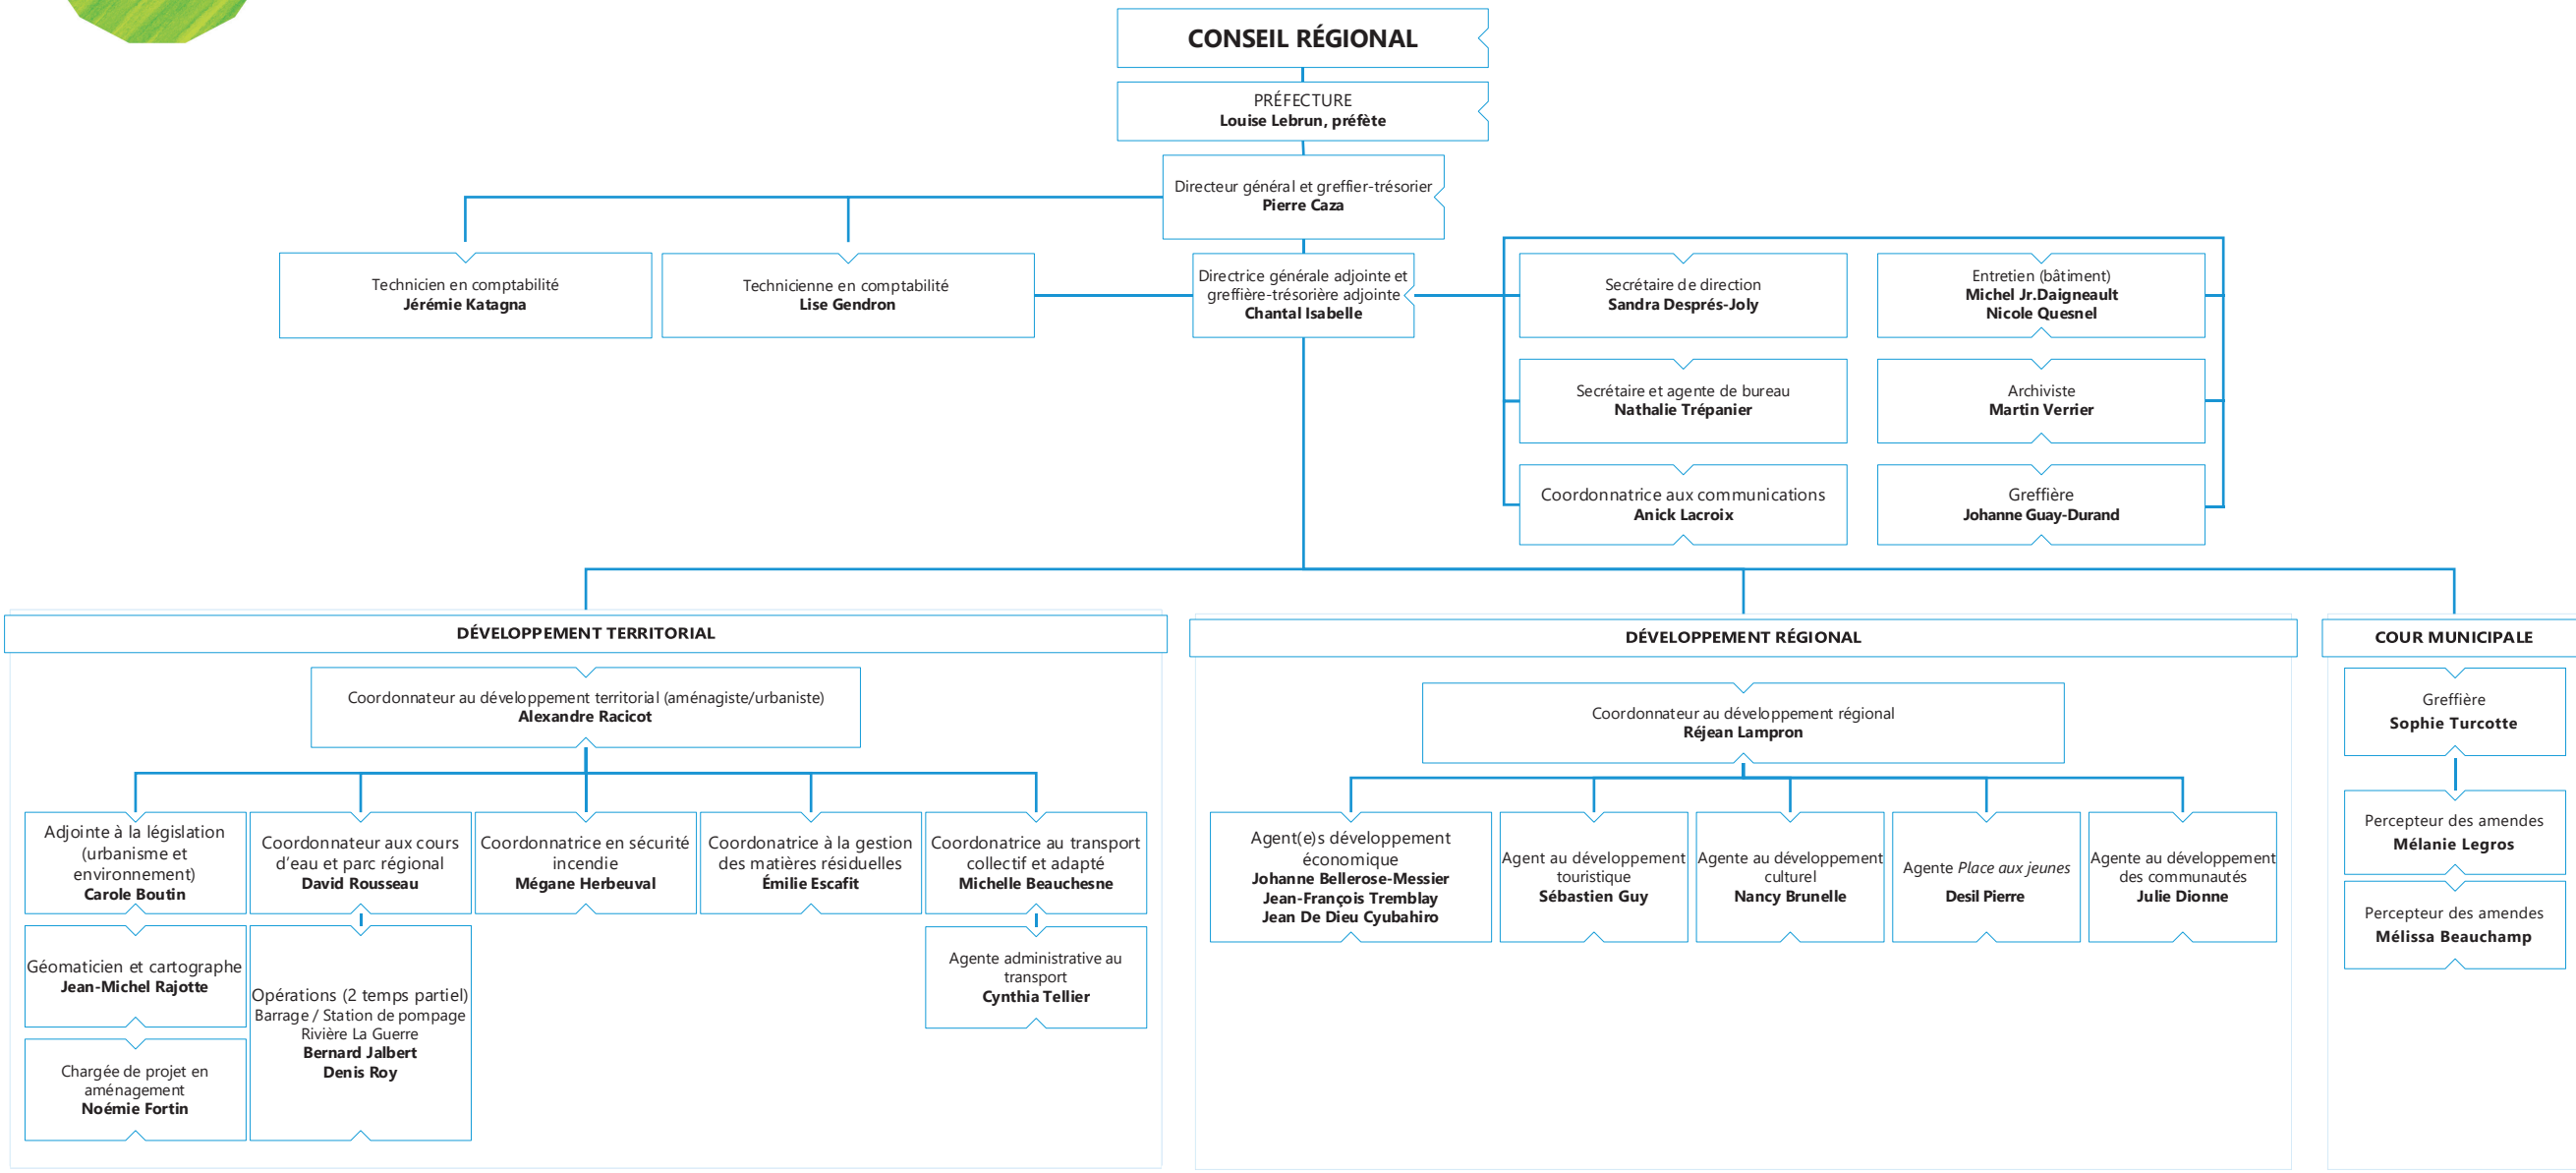 CONSEIL RÉGIONAL
PRÉFECTURE
Louise Lebrun, préfète
Directeur général et greffier-trésorier
Pierre Caza
Technicien en comptabilité
Jérémie Katagna
Technicienne en comptabilité
Lise Gendron
Directrice générale adjointe et
greffière-trésorière adjointe
Chantal Isabelle
Secrétaire de direction
Sandra Després-Joly
Entretien (bâtiment)
Michel Jr.Daigneault
Nicole Quesnel
Secrétaire et agente de bureau
Nathalie Trépanier
Archiviste
Martin Verrier
Coordonnatrice aux communications
Anick Lacroix
Greffière
Johanne Guay-Durand
DÉVELOPPEMENT TERRITORIAL
Coordonnateur au développement territorial (aménagiste/urbaniste)
Alexandre Racicot
Adjointe à la législation
(urbanisme et
environnement)
Carole Boutin
Coordonnateur aux cours
d'eau et parc régional
David Rousseau
Coordonnatrice en sécurité
incendie
Mégane Herbeuval
Coordonatrice à la gestion
des matières résiduelles
Émilie Escafit
Coordonatrice au transport
collectif et adapté
Michelle Beauchesne
Géomaticien et cartographe
Jean-Michel Rajotte
Opérations (2 temps partiel)
Barrage / Station de pompage
Rivière La Guerre
Bernard Jalbert
Denis Roy
Agente administrative au
transport
Cynthia Tellier
Chargée de projet en
aménagement
Noémie Fortin
DÉVELOPPEMENT RÉGIONAL
Coordonnateur au développement régional
Réjean Lampron
Agent(e)s développement
économique
Johanne Bellerose-Messier
Jean-François Tremblay
Jean De Dieu Cyubahiro
Agent au développement
touristique
Sébastien Guy
Agente au développement
culturel
Nancy Brunelle
Agente Place aux jeunes
Desil Pierre
Agente au développement
des communautés
Julie Dionne
COUR MUNICIPALE
Greffière
Sophie Turcotte
Percepteur des amendes
Mélanie Legros
Percepteur des amendes
Mélissa Beauchamp